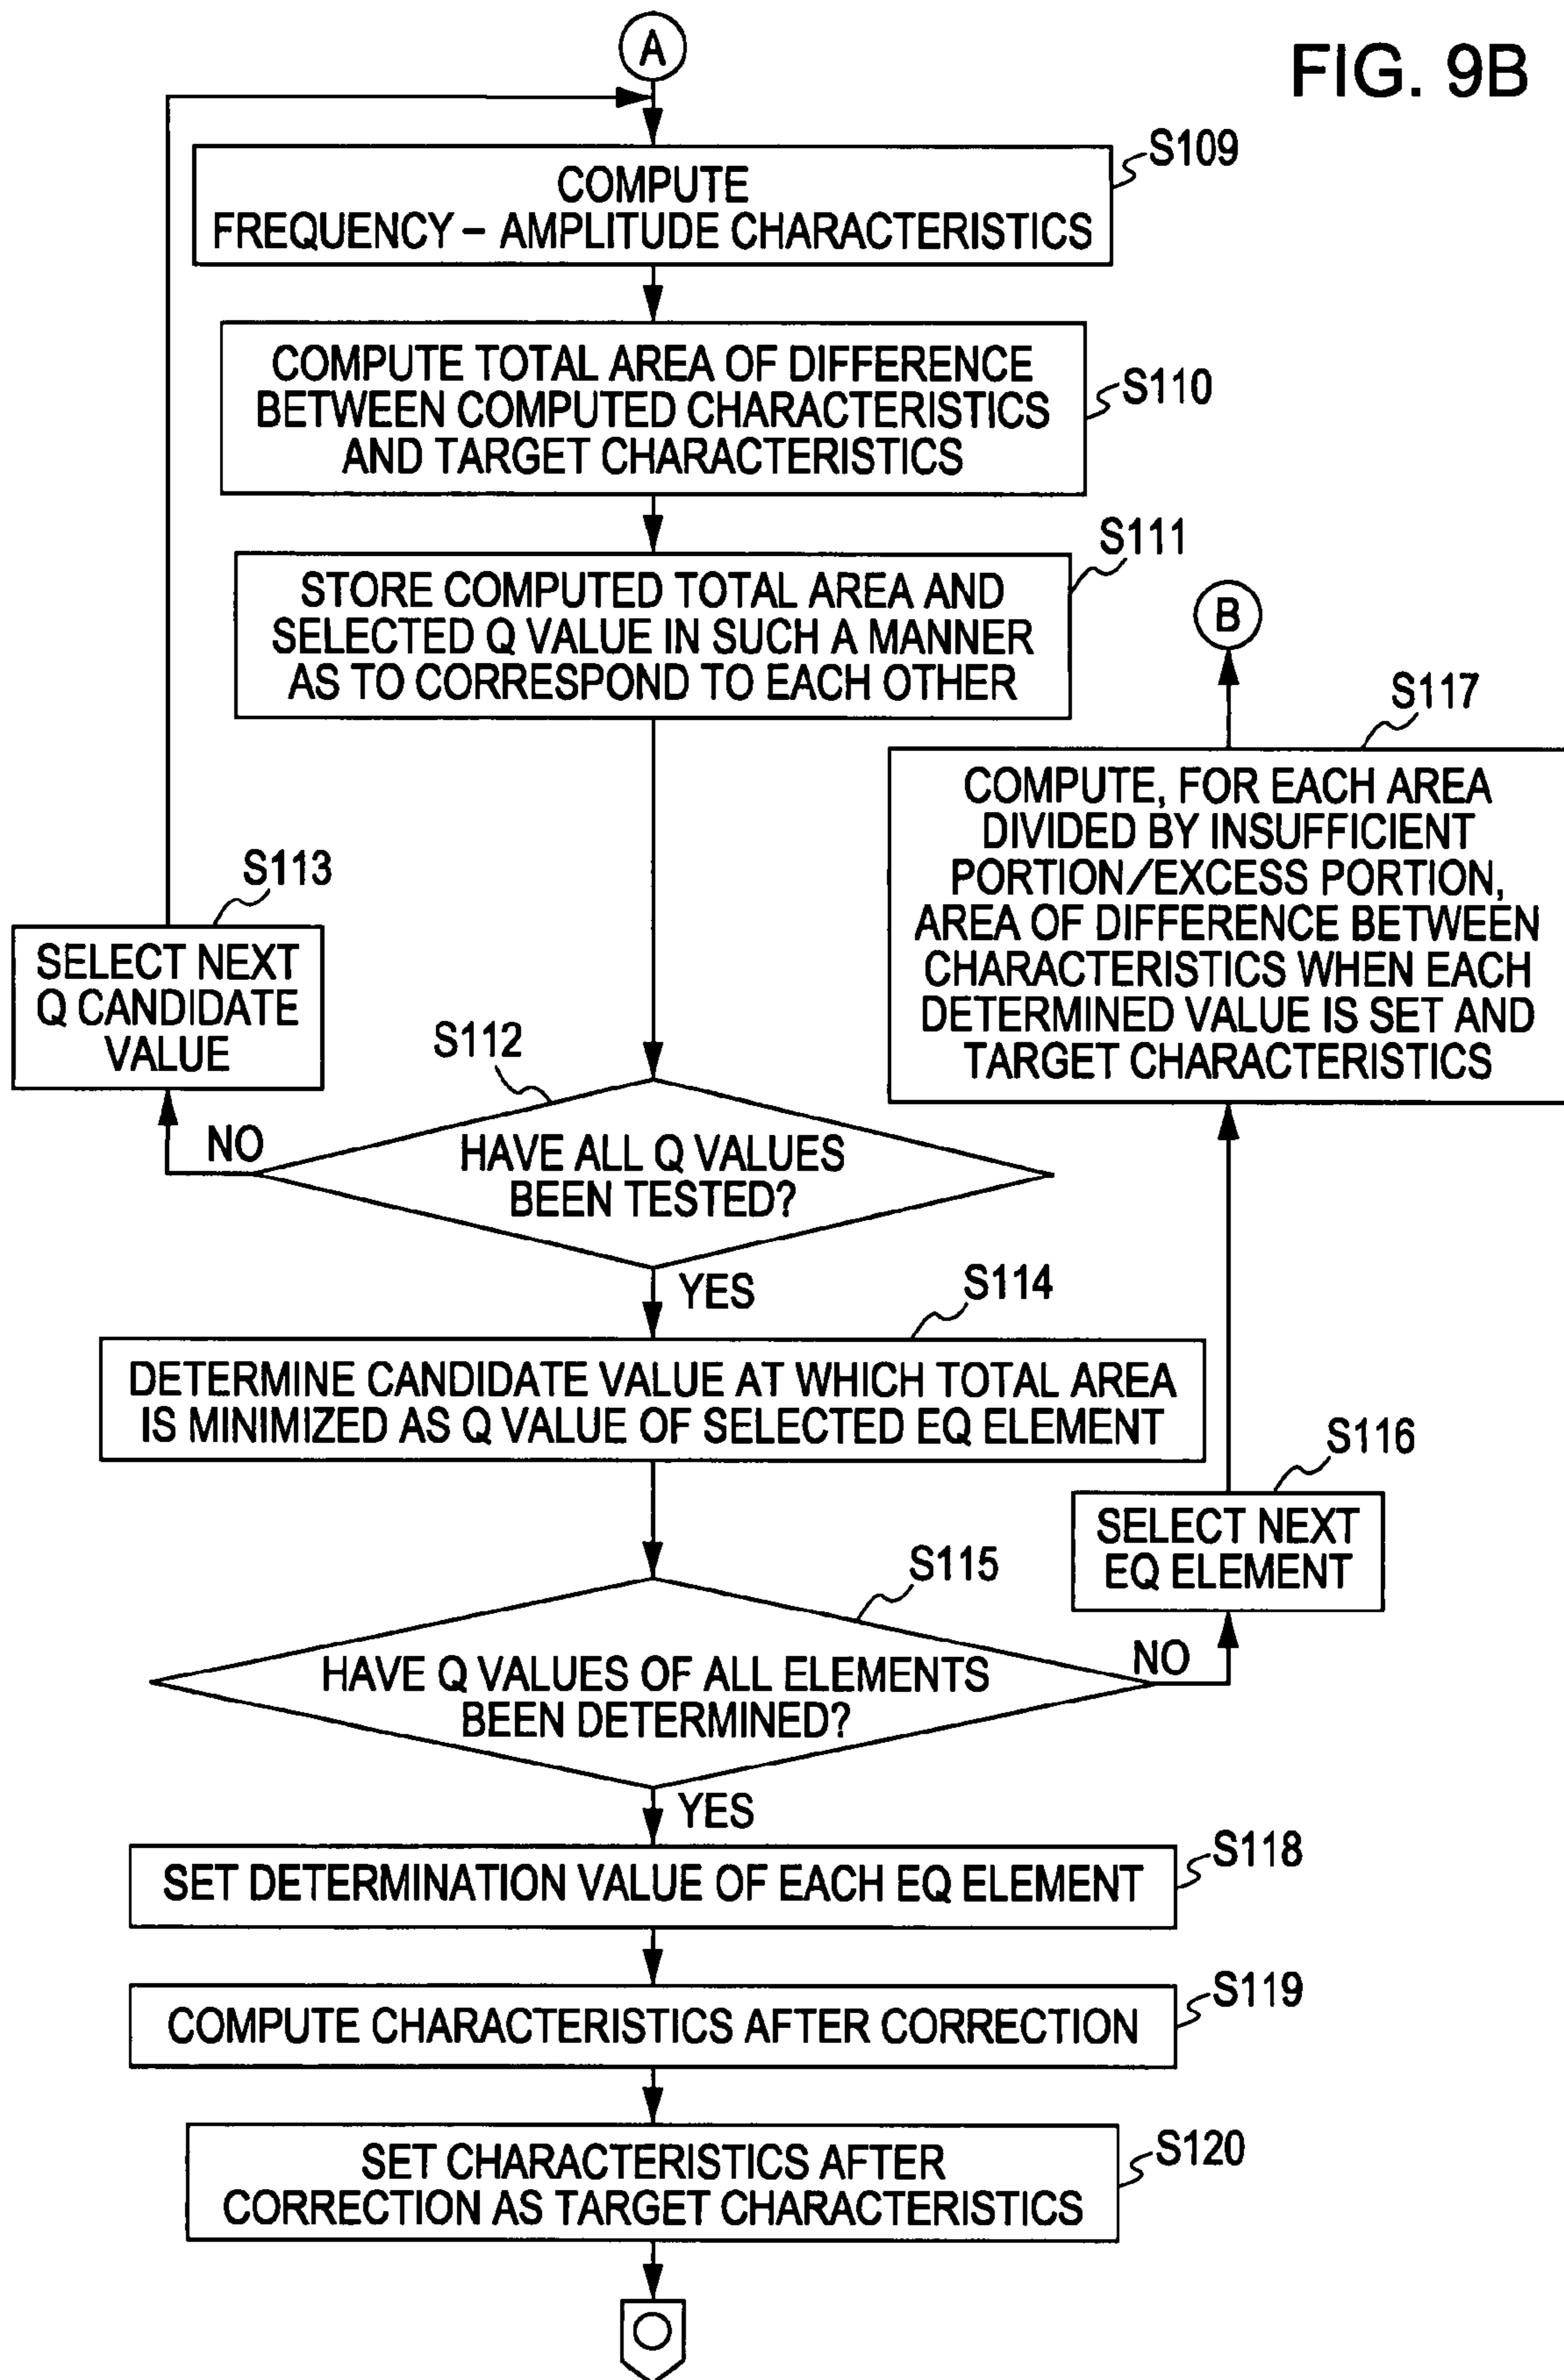 FIG. 9B
A
S109
COMPUTE
FREQUENCY – AMPLITUDE CHARACTERISTICS
S110
COMPUTE TOTAL AREA OF DIFFERENCE
BETWEEN COMPUTED CHARACTERISTICS
AND TARGET CHARACTERISTICS
S111
STORE COMPUTED TOTAL AREA AND
SELECTED Q VALUE IN SUCH A MANNER
AS TO CORRESPOND TO EACH OTHER
B
S117
COMPUTE, FOR EACH AREA
DIVIDED BY INSUFFICIENT
PORTION/EXCESS PORTION,
AREA OF DIFFERENCE BETWEEN
CHARACTERISTICS WHEN EACH
DETERMINED VALUE IS SET AND
TARGET CHARACTERISTICS
S113
SELECT NEXT
Q CANDIDATE
VALUE
S112
NO
HAVE ALL Q VALUES
BEEN TESTED?
YES
S114
DETERMINE CANDIDATE VALUE AT WHICH TOTAL AREA
IS MINIMIZED AS Q VALUE OF SELECTED EQ ELEMENT
S116
SELECT NEXT
EQ ELEMENT
S115
NO
HAVE Q VALUES OF ALL ELEMENTS
BEEN DETERMINED?
YES
S118
SET DETERMINATION VALUE OF EACH EQ ELEMENT
S119
COMPUTE CHARACTERISTICS AFTER CORRECTION
S120
SET CHARACTERISTICS AFTER
CORRECTION AS TARGET CHARACTERISTICS